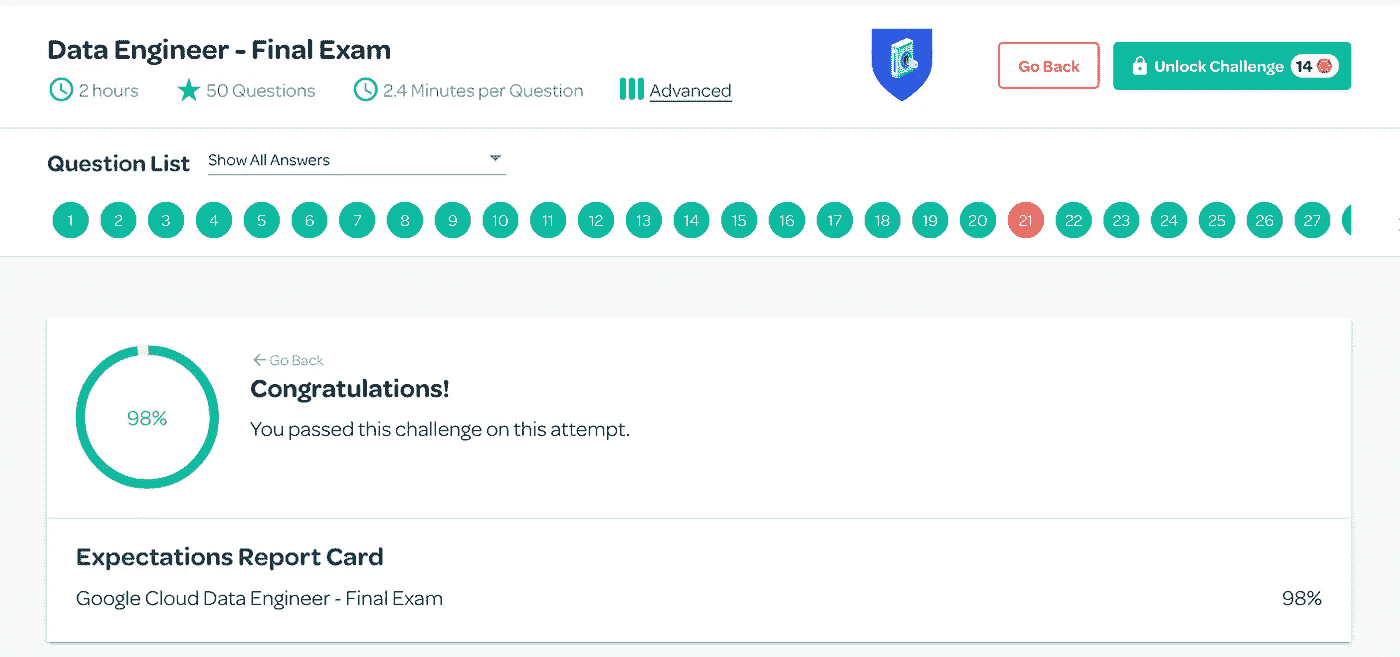 Data Engineer - Final Exam
2 hours 50 Questions 2.4 Minutes per Question Advanced
Go Back Unlock Challenge 14
Question List Show All Answers
1 2 3 4 5 6 7 8 9 10 11 12 13 14 15 16 17 18 19 20 21 22 23 24 25 26 27
98%
Go Back
Congratulations!
You passed this challenge on this attempt.
Expectations Report Card
Google Cloud Data Engineer - Final Exam 98%